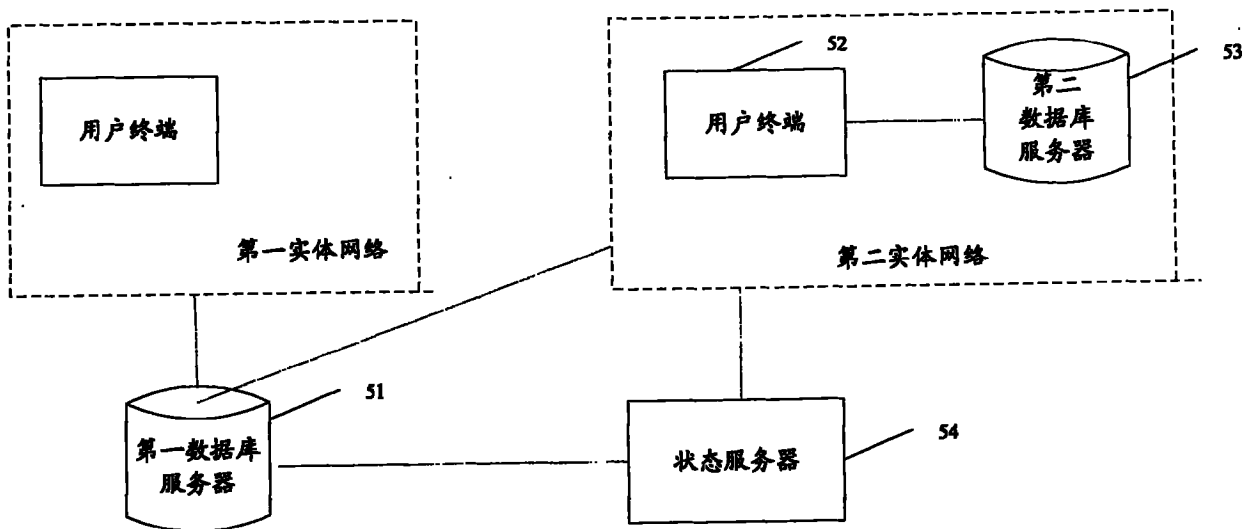 52
53
用户终端
用户终端
第二
数据库
服务器
第一实体网络
第二实体网络
51
54
第一数据库
服务器
状态服务器